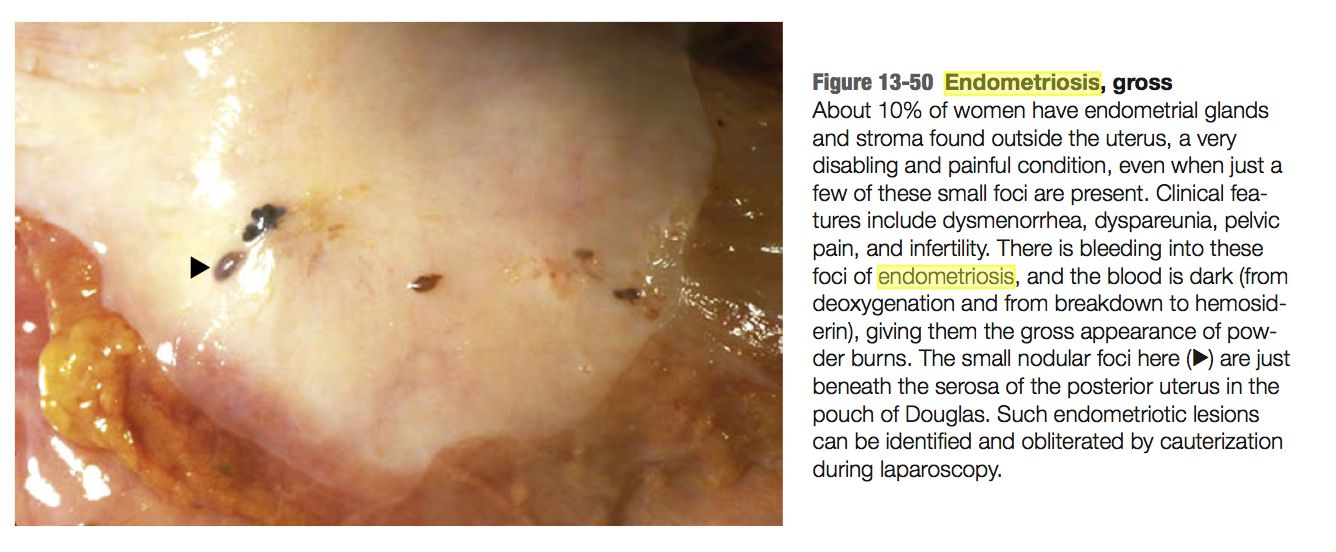 Figure 13-50 Endometriosis, gross
About 10% of women have endometrial glands
and stroma found outside the uterus, a very
disabling and painful condition, even when just a
few of these small foci are present. Clinical fea-
tures include dysmenorrhea, dyspareunia, pelvic
pain, and infertility. There is bleeding into these
foci of endometriosis, and the blood is dark (from
deoxygenation and from breakdown to hemosid-
erin), giving them the gross appearance of pow-
der burns. The small nodular foci here (▶) are just
beneath the serosa of the posterior uterus in the
pouch of Douglas. Such endometriotic lesions
can be identified and obliterated by cauterization
during laparoscopy.